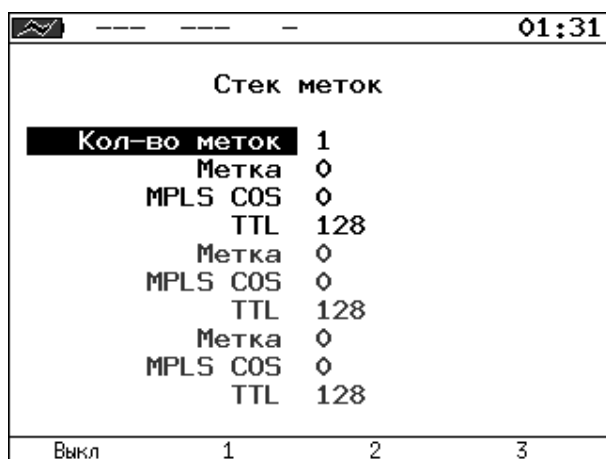 --- --- - 01:31
Стек меток
Кол-во меток 1
Метка 0
MPLS COS 0
TTL 128
Метка 0
MPLS COS 0
TTL 128
Метка 0
MPLS COS 0
TTL 128
Выкл 1 2 3